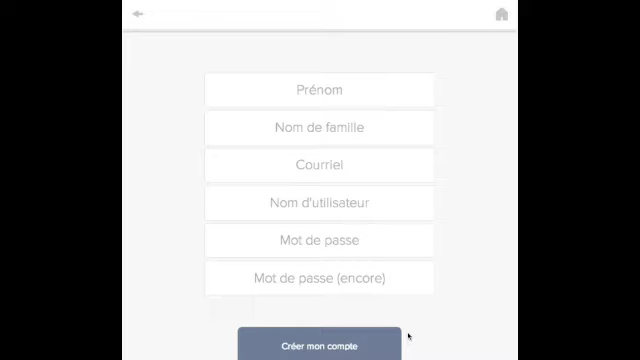 Prénom
Nom de famille
Courriel
Nom d'utilisateur
Mot de passe
Mot de passe (encore)
Créer mon compte